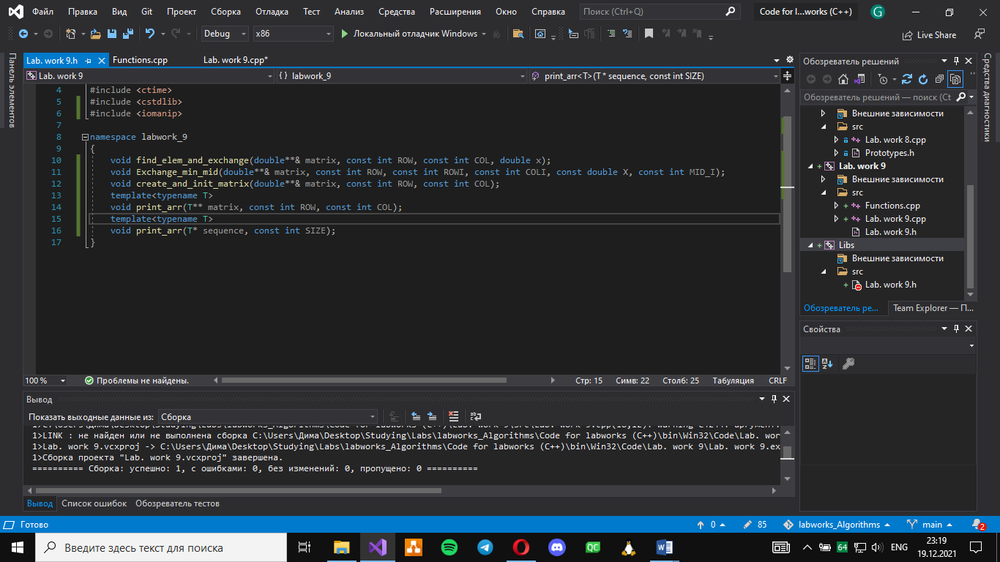 Файл Правка Вид Git Проект Сборка Отладка Тест Анализ Средства Расширения Окно Справка Поиск (Ctrl+Q) Code for l...works (C++) G
Debug x86 Локальный отладчик Windows Live Share
Панель элементов
Lab. work 9.h Functions.cpp Lab. work 9.cpp*
Lab. work 9 { } labwork_9 print_arr<T>(T * sequence, const int SIZE)
4 #include <ctime>
5 #include <cstdlib>
6 #include <iomanip>
7
8 namespace labwork_9
9 {
10 void find_elem_and_exchange(double**& matrix, const int ROW, const int COL, double x);
11 void Exchange_min_mid(double**& matrix, const int ROW, const int ROWI, const int COLI, const double X, const int MID_I);
12 void create_and_init_matrix(double**& matrix, const int ROW, const int COL);
13 template<typename T>
14 void print_arr(T** matrix, const int ROW, const int COL);
15 template<typename T>
16 void print_arr(T* sequence, const int SIZE);
17 }
100 % Проблемы не найдены. Стр: 15 Симв: 22 Столб: 25 Табуляция CRLF
Вывод
Показать выходные данные из: Сборка
1>LINK : не найден или не выполнена сборка C:\Users\Дима\Desktop\Studying\Labs\labworks_Algorithms\Code for labworks (C++)\bin\Win32\Code\Lab. wor
1>Lab. work 9.vcxproj -> C:\Users\Дима\Desktop\Studying\Labs\labworks_Algorithms\Code for labworks (C++)\bin\Win32\Code\Lab. work 9\Lab. work 9.ex
1>Сборка проекта "Lab. work 9.vcxproj" завершена.
========== Сборка: успешно: 1, с ошибками: 0, без изменений: 0, пропущено: 0 ==========
Вывод Список ошибок Обозреватель тестов
Обозреватель решений
Обозреватель решений — поиск (Ct
Внешние зависимости
src
Lab. work 8.cpp
Prototypes.h
Lab. work 9
Внешние зависимости
src
Functions.cpp
Lab. work 9.cpp
Lab. work 9.h
Libs
Внешние зависимости
src
Lab. work 9.h
Обозреватель ре... Team Explorer — П...
Свойства
Средства диагностики
Готово 0 85 labworks_Algorithms main 2
Введите здесь текст для поиска QC 64 ENG 23:19
19.12.2021